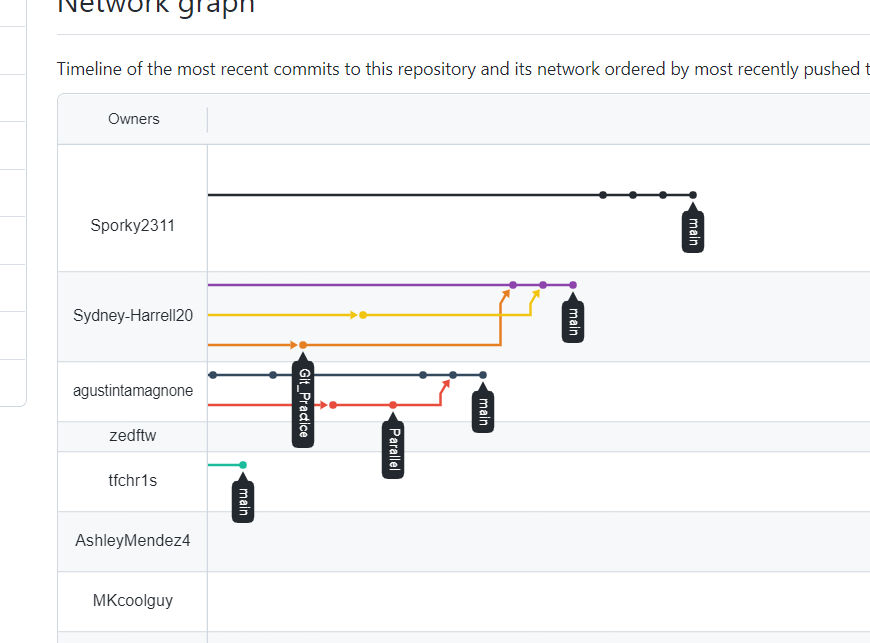 Network graph
Timeline of the most recent commits to this repository and its network ordered by most recently pushed t
Owners
Sporky2311
main
Sydney-Harrell20
main
Git_Practice
agustintamagnone
main
Parallel
zedftw
tfchr1s
main
AshleyMendez4
MKcoolguy